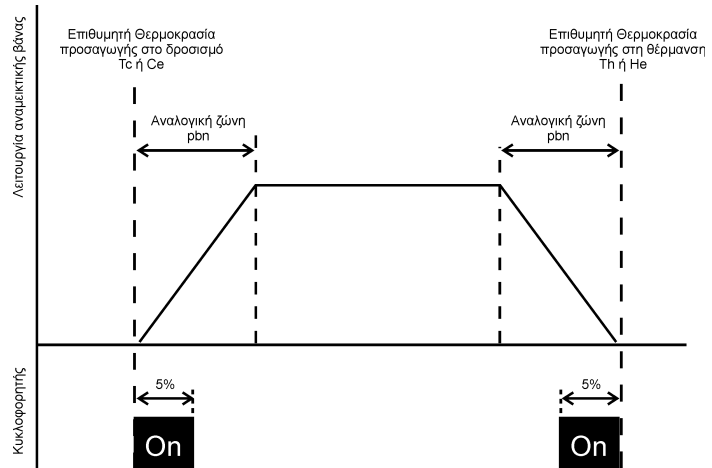 Επιθυμητή Θερμοκρασία
προσαγωγής στο δροσισμό
Tc ή Ce
Επιθυμητή Θερμοκρασία
προσαγωγής στη θέρμανση
Th ή He
Αναλογική ζώνη
pbn
Αναλογική ζώνη
pbn
Λειτουργία αναμεικτικής βάνας
5%
5%
Κυκλοφορητής
On
On